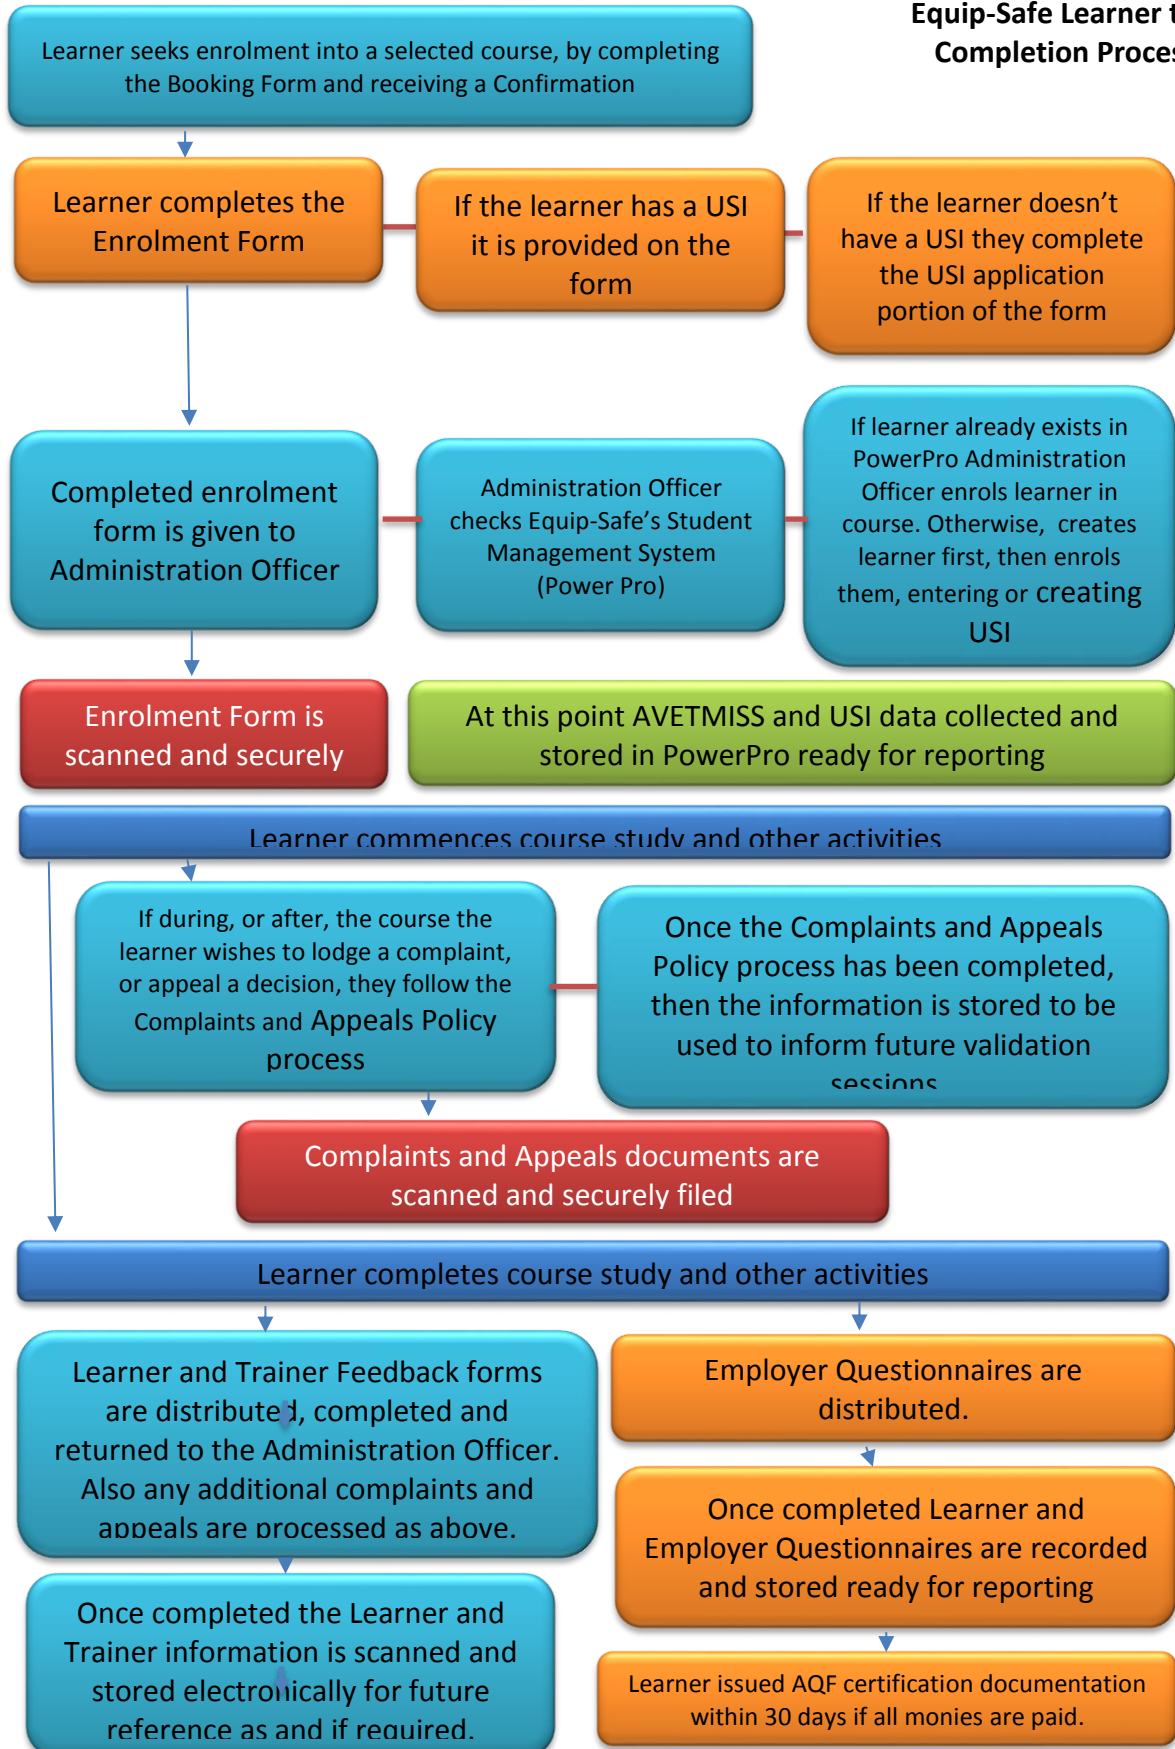 Equip-Safe Learner
Completion
Learner seeks enrolment into a selected course, by completing
the Booking Form and receiving a Confirmation
Learner completes the
Enrolment Form
If the learner has a USI
it is provided on the
form
If the learner doesn’t
have a USI they complete
the USI application
portion of the form
Completed enrolment
form is given to
Administration Officer
Administration Officer
checks Equip-Safe’s Student
Management System
(Power Pro)
If learner already exists in
PowerPro Administration
Officer enrols learner in
course. Otherwise, creates
learner first, then enrols
them, entering or creating
USI
Enrolment Form is
scanned and securely
At this point AVETMISS and USI data collected and
stored in PowerPro ready for reporting
Learner commences course study and other activities
If during, or after, the course the
learner wishes to lodge a complaint,
or appeal a decision, they follow the
Complaints and Appeals Policy
process
Once the Complaints and Appeals
Policy process has been completed,
then the information is stored to be
used to inform future validation
sessions
Complaints and Appeals documents are
scanned and securely filed
Learner completes course study and other activities
Learner and Trainer Feedback forms
are distributed, completed and
returned to the Administration Officer.
Also any additional complaints and
appeals are processed as above.
Employer Questionnaires are
distributed.
Once completed Learner and
Employer Questionnaires are recorded
and stored ready for reporting
Once completed the Learner and
Trainer information is scanned and
stored electronically for future
reference as and if required.
Learner issued AQF certification documentation
within 30 days if all monies are paid.